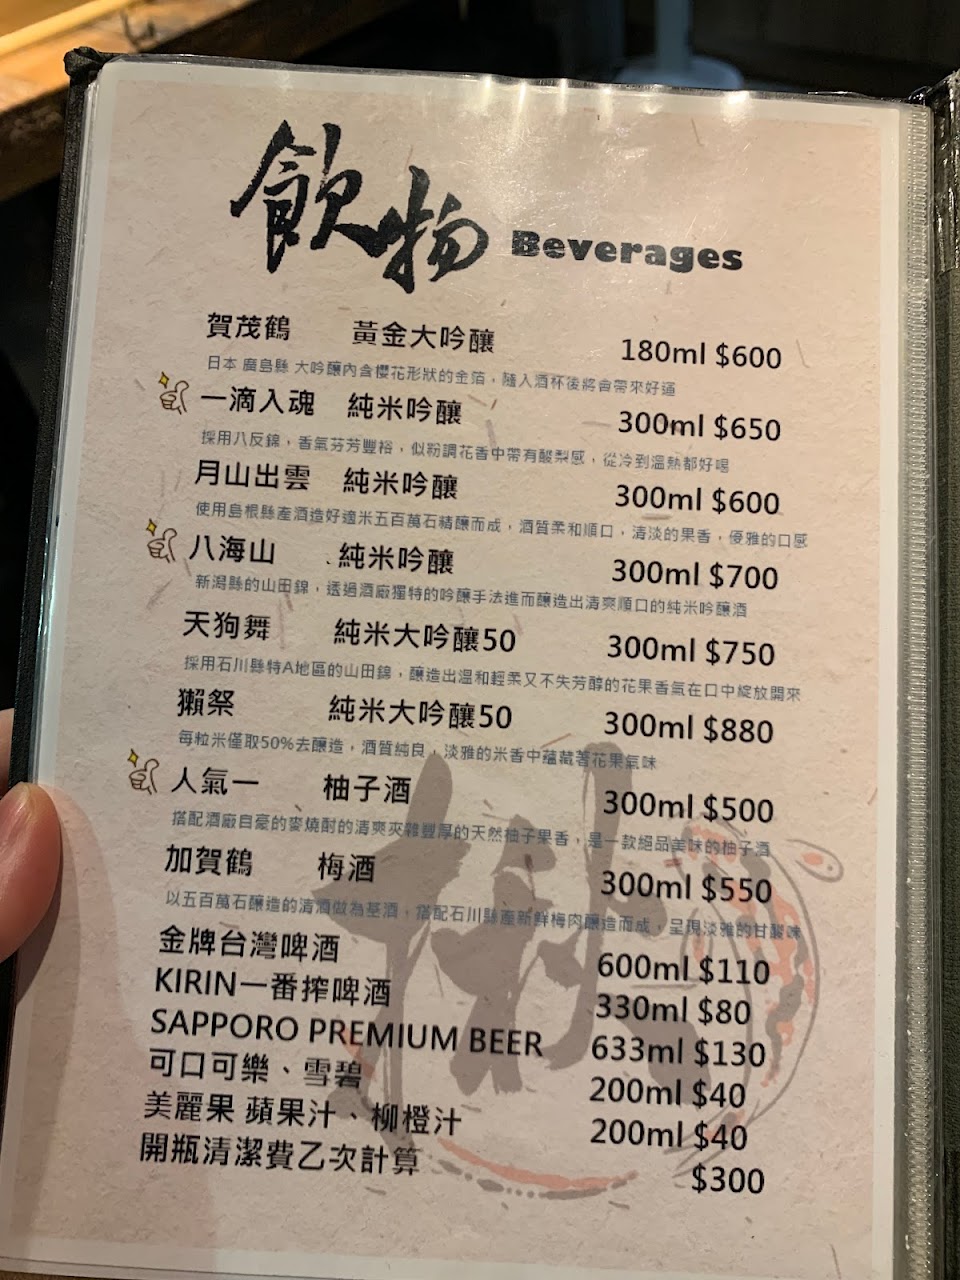 飲物 Beverages
賀茂鶴 黃金大吟釀 180ml $600
日本 廣島縣 大吟釀內含櫻花形狀的金箔，隨入酒杯後將會帶來好運
一滴入魂 純米吟釀 300ml $650
採用八反錦，香氣芬芳豐裕，似粉調花香中帶有酸梨感，從冷到溫熱都好喝
月山出雲 純米吟釀 300ml $600
使用島根縣產酒造好適米五百萬石精釀而成，酒質柔和順口，清淡的果香，優雅的口感
八海山 純米吟釀 300ml $700
新潟縣的山田錦，透過酒廠獨特的吟釀手法進而釀造出清爽順口的純米吟釀酒
天狗舞 純米大吟釀50 300ml $750
採用石川縣特A地區的山田錦，釀造出溫和輕柔又不失芳醇的花果香氣在口中綻放開來
獺祭 純米大吟釀50 300ml $880
每粒米僅取50%去釀造，酒質純良，淡雅的米香中蘊藏著花果氣味
人氣一 柚子酒 300ml $500
搭配酒廠自豪的麥燒酎的清爽夾雜豐厚的天然柚子果香，是一款絕品美味的柚子酒
加賀鶴 梅酒 300ml $550
以五百萬石釀造的清酒做為基酒，搭配石川縣產新鮮梅肉釀造而成，呈現淡雅的甘酸味
金牌台灣啤酒 600ml $110
KIRIN一番搾啤酒 330ml $80
SAPPORO PREMIUM BEER 633ml $130
可口可樂、雪碧 200ml $40
美麗果 蘋果汁、柳橙汁 200ml $40
開瓶清潔費乙次計算 $300